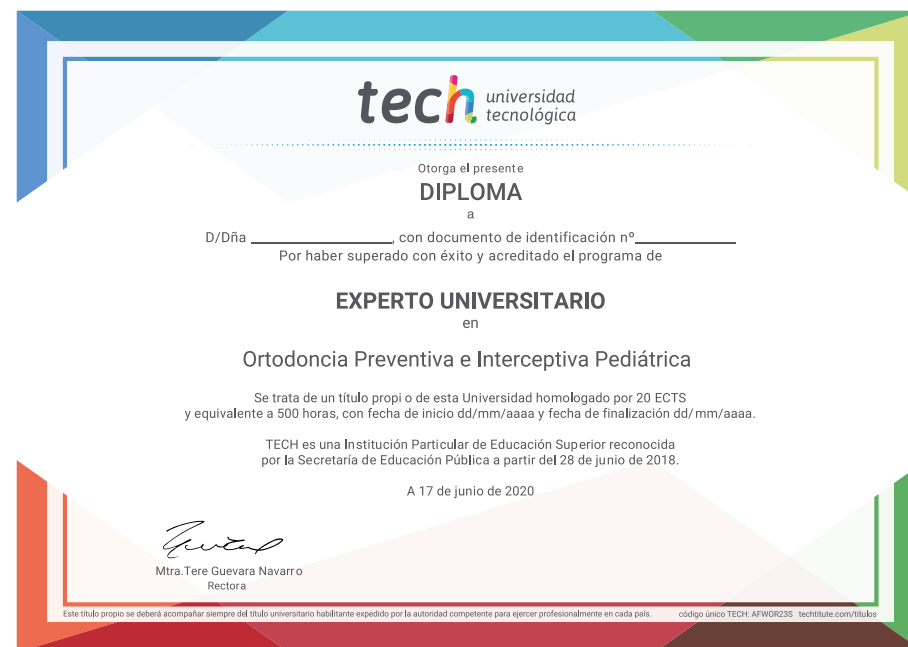 tech universidad
tecnológica
Otorga el presente
DIPLOMA
a
D/Dña ____________, con documento de identificación nº____________
Por haber superado con éxito y acreditado el programa de
EXPERTO UNIVERSITARIO
en
Ortodoncia Preventiva e Interceptiva Pediátrica
Se trata de un título propi o de esta Universidad homologado por 20 ECTS
y equivalente a 500 horas, con fecha de inicio dd/mm/aaaa y fecha de finalización dd/mm/aaaa.
TECH es una Institución Particular de Educación Superior reconocida
por la Secretaría de Educación Pública a partir del 28 de junio de 2018.
A 17 de junio de 2020
Mtra.Tere Guevara Navarro
Rectora
Este título propio se deberá acompañar siempre del título universitario habilitante expedido por la autoridad competente para ejercer profesionalmente en cada país. código único TECH: AFWOR23S techtitute.com/titulos